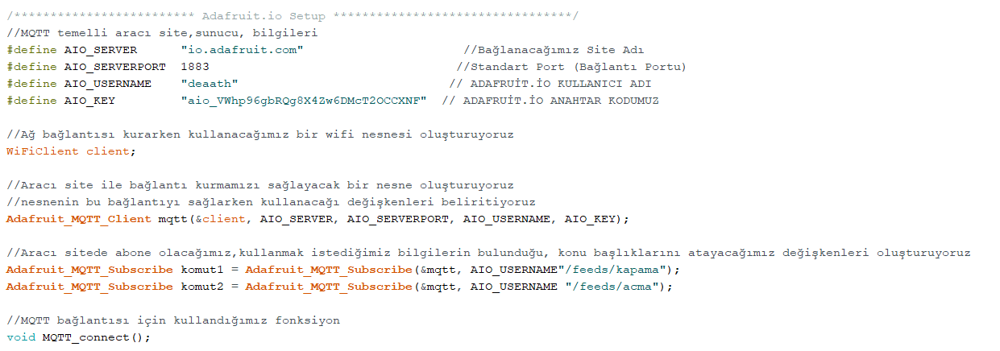 /************************* Adafruit.io Setup *********************************/
//MQTT temelli aracı site,sunucu, bilgileri
#define AIO_SERVER      "io.adafruit.com"                      //Bağlanacağımız Site Adı
#define AIO_SERVERPORT  1883                                  //Standart Port (Bağlantı Portu)
#define AIO_USERNAME    "deaath"                             // ADAFRUİT.İO KULLANICI ADI
#define AIO_KEY         "aio_VWhp96gbRQg8X4Zw6DMcT2OCCXNF"  // ADAFRUİT.İO ANAHTAR KODUMUZ
//Ağ bağlantısı kurarken kullanacağımız bir wifi nesnesi oluşturuyoruz
WiFiClient client;
//Aracı site ile bağlantı kurmamızı sağlayacak bir nesne oluşturuyoruz
//nesnenin bu bağlantıyı sağlarken kullanacağı değişkenleri beliritiyoruz
Adafruit_MQTT_Client mqtt(&client, AIO_SERVER, AIO_SERVERPORT, AIO_USERNAME, AIO_KEY);
//Aracı sitede abone olacağımız,kullanmak istediğimiz bilgilerin bulunduğu, konu başlıklarını atayacağımız değişkenleri oluşturuyoruz
Adafruit_MQTT_Subscribe komut1 = Adafruit_MQTT_Subscribe(&mqtt, AIO_USERNAME"/feeds/kapama");
Adafruit_MQTT_Subscribe komut2 = Adafruit_MQTT_Subscribe(&mqtt, AIO_USERNAME "/feeds/acma");
//MQTT bağlantısı için kullandığımız fonksiyon
void MQTT_connect();